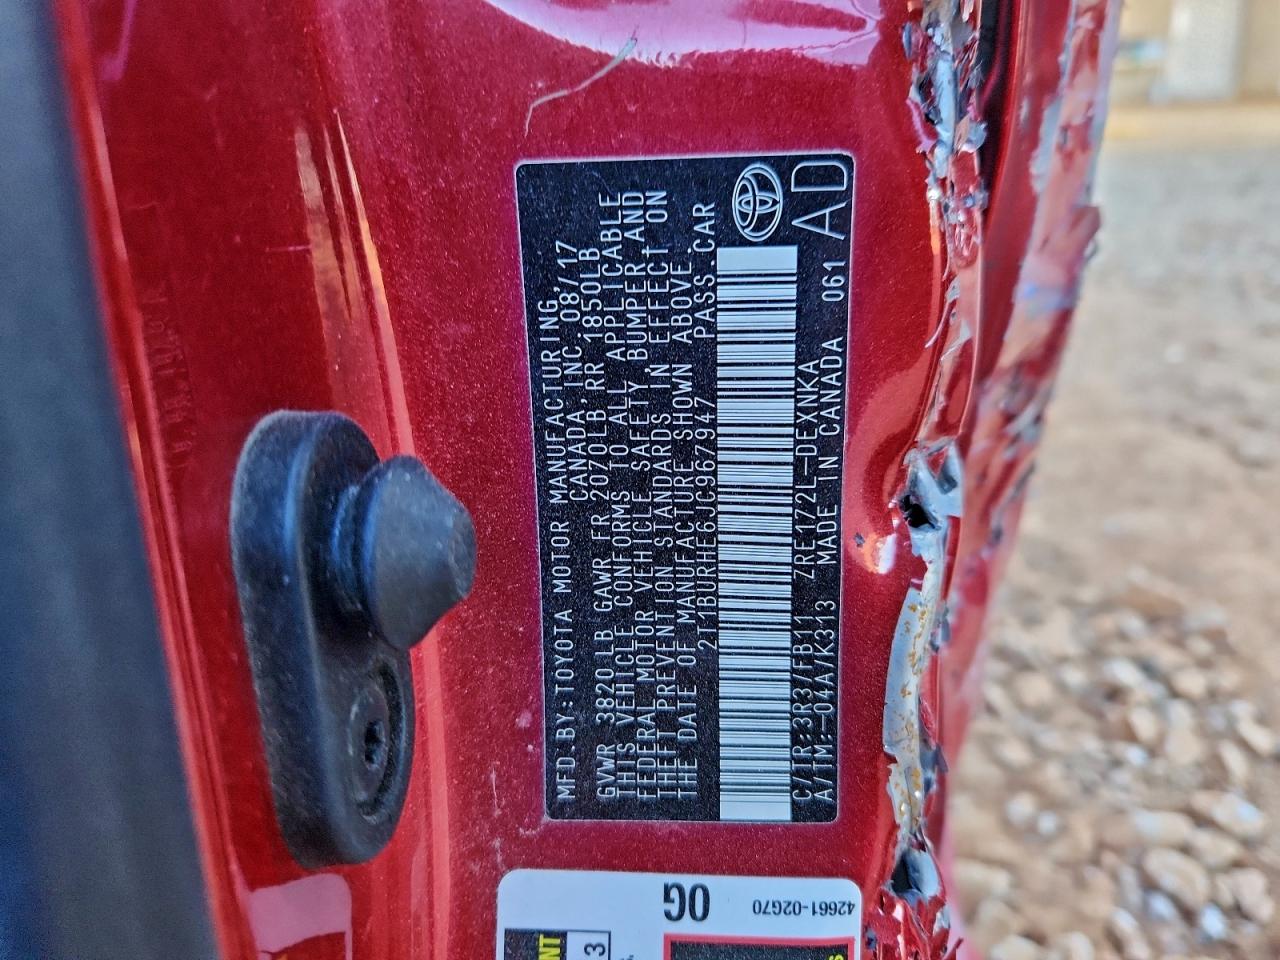 MFD.BY:TOYOTA MOTOR MANUFACTURING,
CANADA,INC. 08/17
GVWR 3820 LB GAWR FR 2070LB,RR 1850LB
THIS VEHICLE CONFORMS TO ALL APPLICABLE
FEDERAL MOTOR VEHICLE SAFETY,BUMPER AND
THEFT PREVENTION STANDARDS IN EFFECT ON
THE DATE OF MANUFACTURE SHOWN ABOVE.
2T1BURHE6JC967947 PASS.CAR
C/TR:3R3/FB11 ZRE172L-DEXNKA
A/TM:-04A/K313 MADE IN CANADA 061
AD
0G
42661-02G70
3